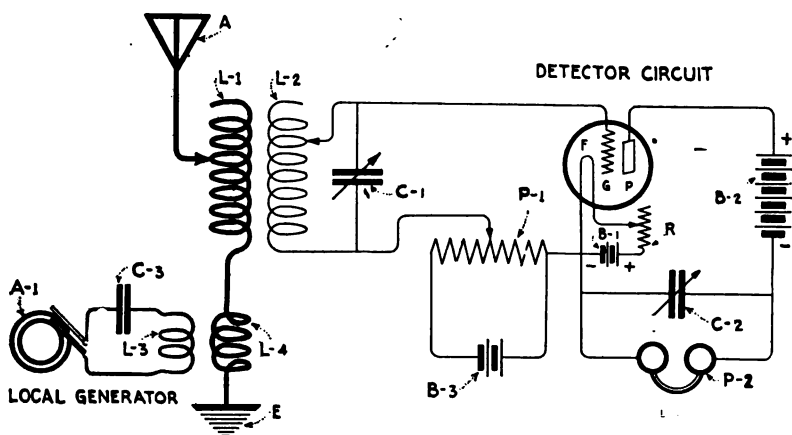 A
L-1
L-2
DETECTOR CIRCUIT
F
G
P
+
C-1
P-1
B-2
R
B-1
-
+
-
C-3
A-1
L-3
L-4
C-2
B-3
P-2
LOCAL GENERATOR
E